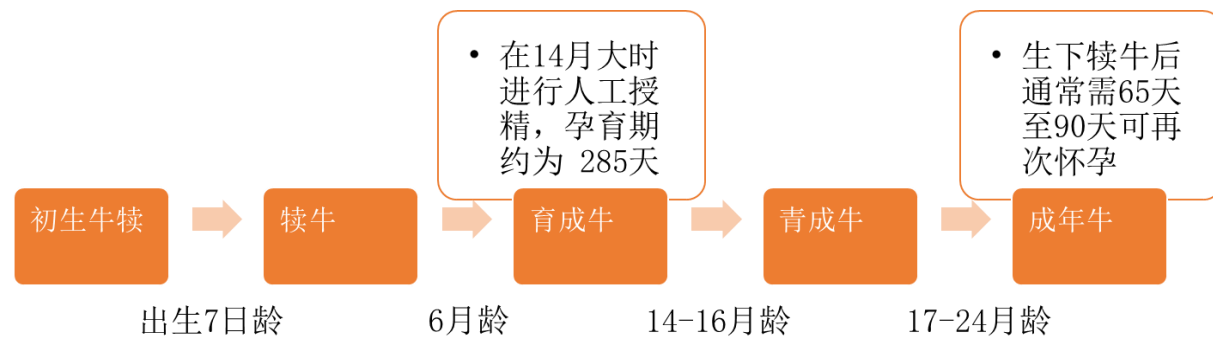 • 在14月大时
进行人工授
精，孕育期
约为 285天
• 生下犊牛后
通常需65天
至90天可再
次怀孕
初生牛犊
犊牛
育成牛
青成牛
成年牛
出生7日龄
6月龄
14-16月龄
17-24月龄